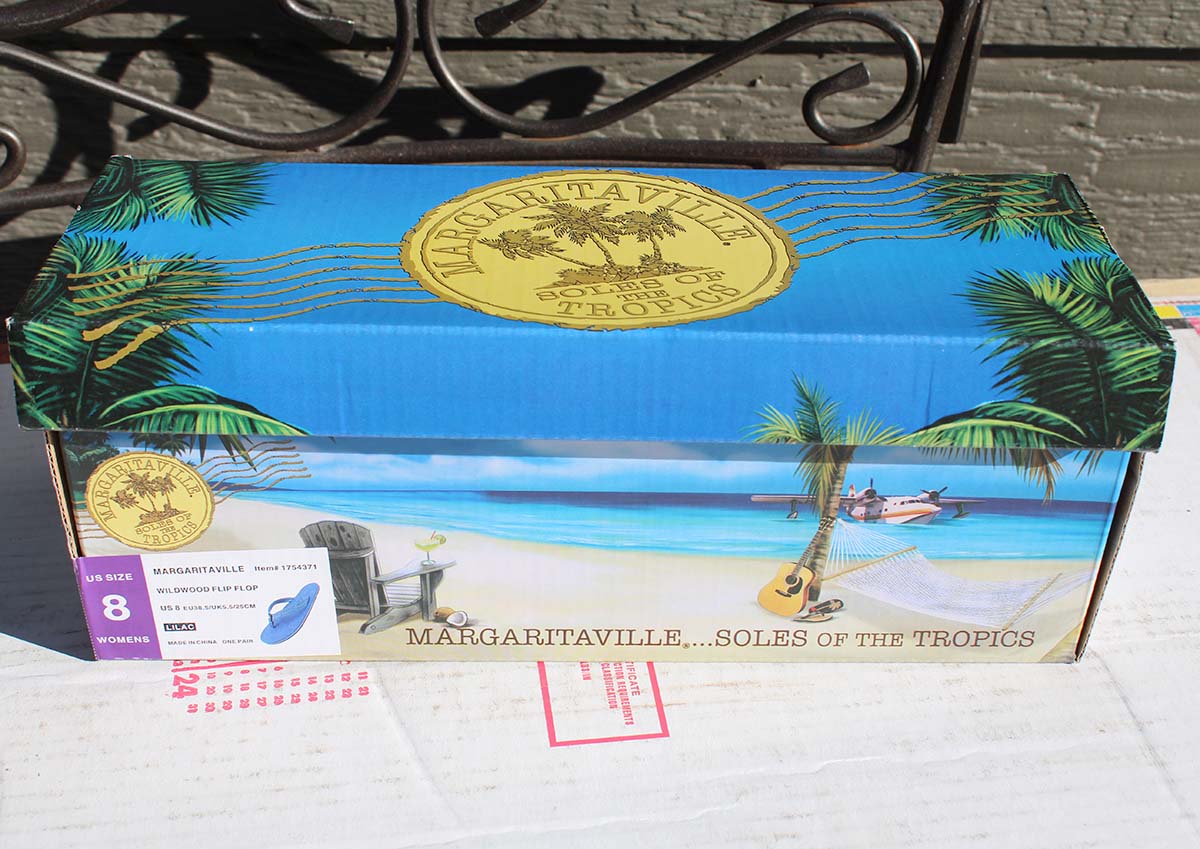 MARGARITAVILLE.
SOLES OF
THE
TROPICS
MARGARITAVILLE
SOLES OF
THE
TROPICS
US SIZE
8
WOMENS
MARGARITAVILLE Item# 1754371
WILDWOOD FLIP FLOP
US 8 EU38.5/UK5.5/25CM
LILAC
MADE IN CHINA ONE PAIR
MARGARITAVILLE®....SOLES OF THE TROPICS
24
31
CLASSIFICATION